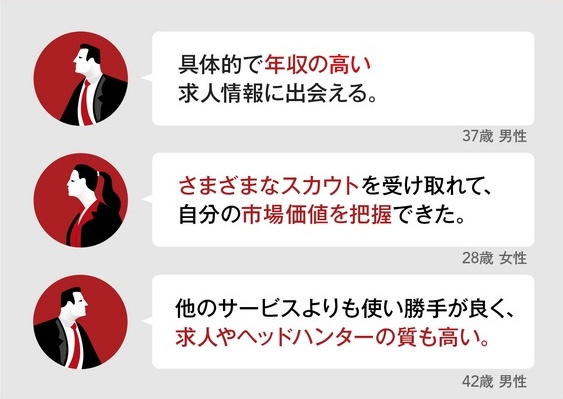 具体的で年収の高い
求人情報に出会える。
37歳 男性
さまざまなスカウトを受け取れて、
自分の市場価値を把握できた。
28歳 女性
他のサービスよりも使い勝手が良く、
求人やヘッドハンターの質も高い。
42歳 男性